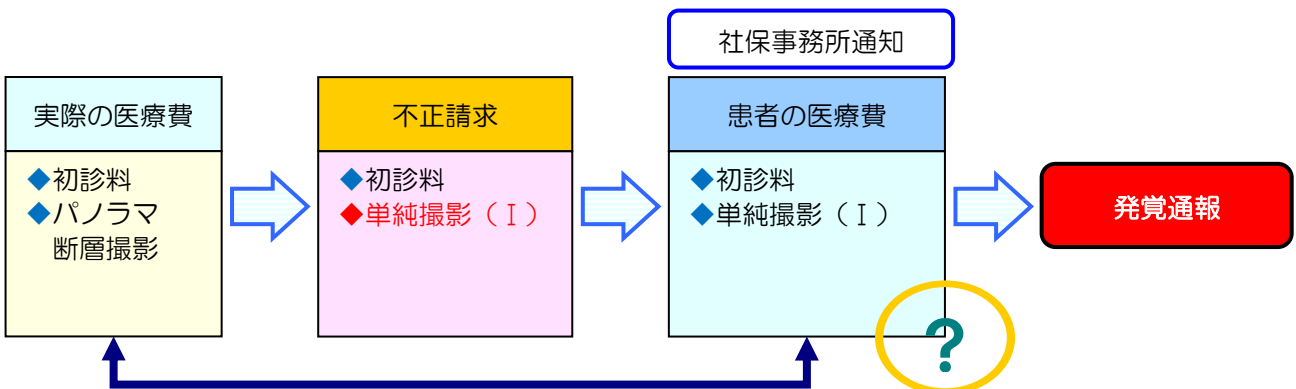 社保事務所通知
実際の医療費
◆初診料
◆パノラマ
断層撮影
不正請求
◆初診料
◆単純撮影（Ⅰ）
患者の医療費
◆初診料
◆単純撮影（Ⅰ）
発覚通報
?